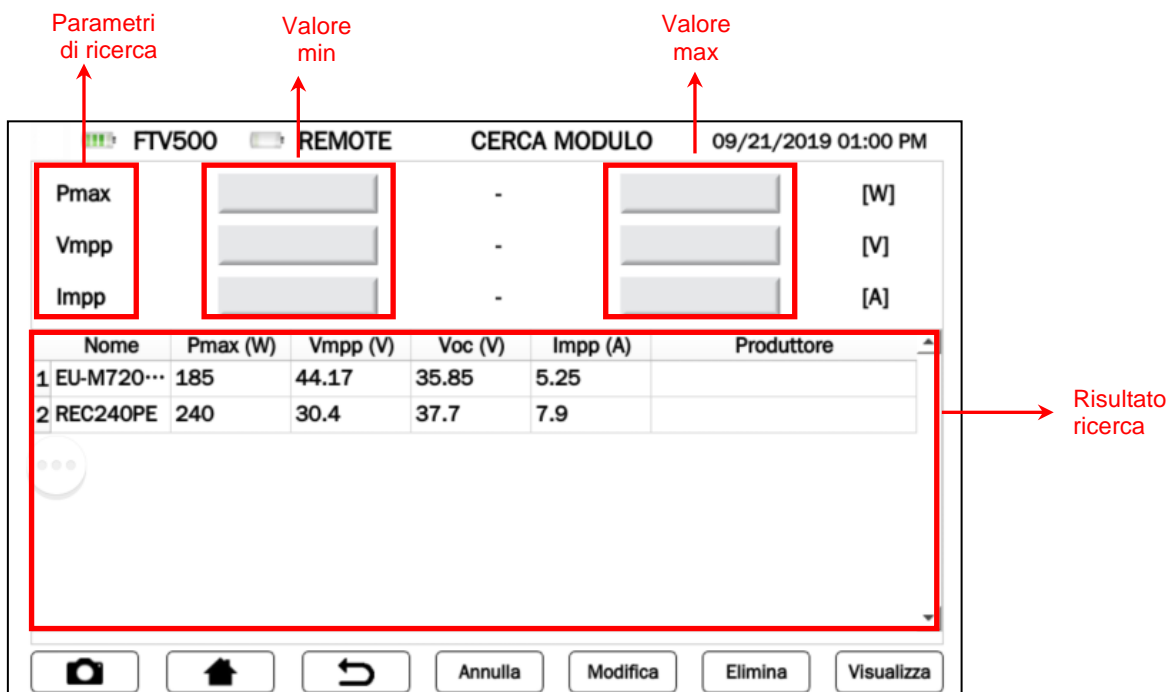 Parametri
di ricerca
Valore
min
Valore
max
FTV500 REMOTE CERCA MODULO 09/21/2019 01:00 PM
Pmax - [W]
Vmpp - [V]
Impp - [A]
Nome Pmax (W) Vmpp (V) Voc (V) Impp (A) Produttore
1 EU-M720··· 185 44.17 35.85 5.25
2 REC240PE 240 30.4 37.7 7.9
Risultato
ricerca
Annulla Modifica Elimina Visualizza